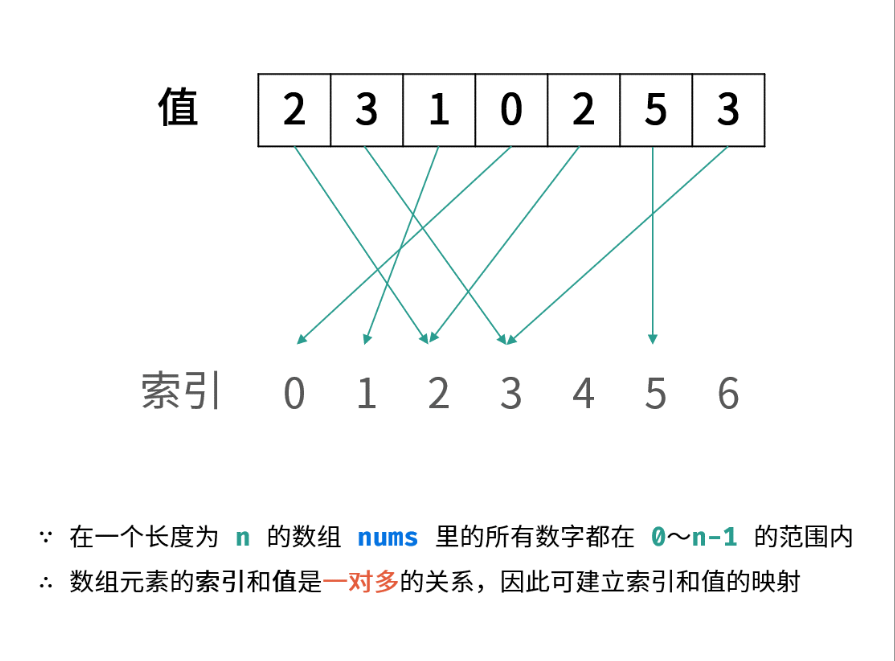 值 2 3 1 0 2 5 3
索引 0 1 2 3 4 5 6
∵ 在一个长度为 n 的数组 nums 里的所有数字都在 0～n-1 的范围内
∴ 数组元素的索引和值是一对多的关系，因此可建立索引和值的映射